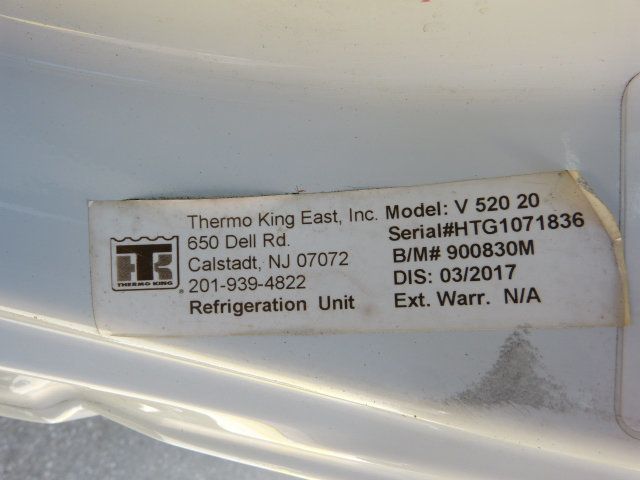 Thermo King East, Inc.
650 Dell Rd.
Calstadt, NJ 07072
201-939-4822
Refrigeration Unit
Model: V 520 20
Serial#HTG1071836
B/M# 900830M
DIS: 03/2017
Ext. Warr. N/A
TK
THERMO KING